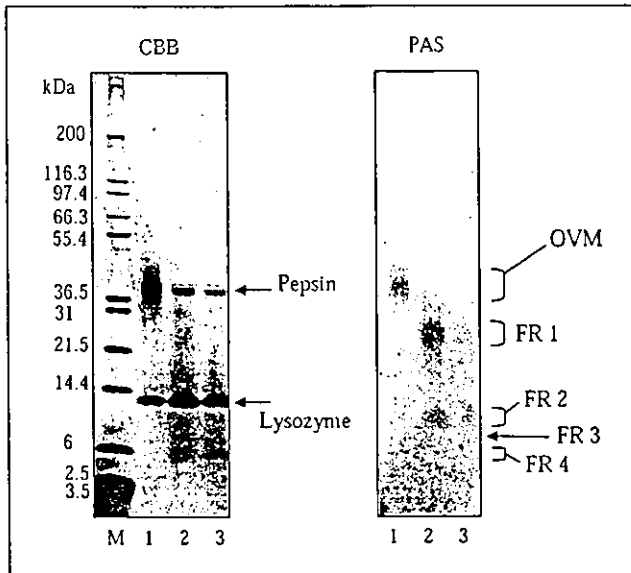 CBB
PAS
kDa
200
116.3
97.4
66.3
55.4
36.5
31
21.5
14.4
6
2.5
3.5
Pepsin
Lysozyme
OVM
FR 1
FR 2
FR 3
FR 4
M 1 2 3
1 2 3